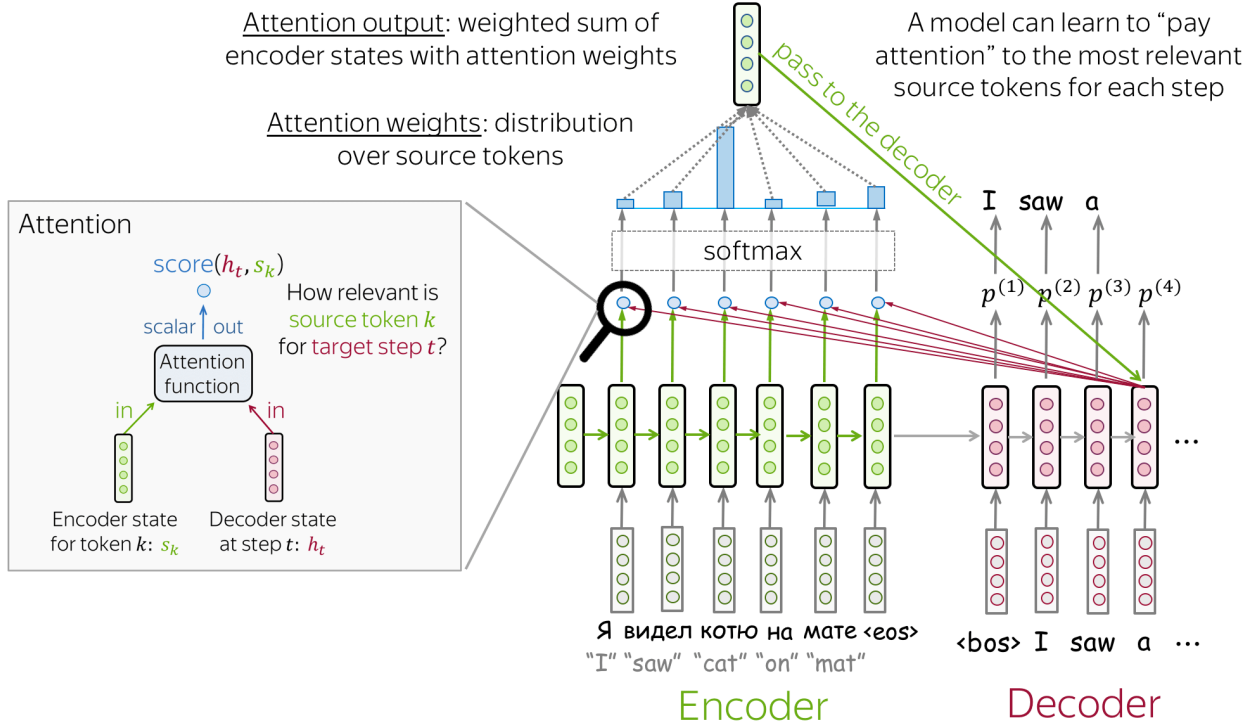 Attention output: weighted sum of
encoder states with attention weights
A model can learn to “pay
attention” to the most relevant
source tokens for each step
pass to the decoder
Attention weights: distribution
over source tokens
Attention
score(h_t, s_k)
How relevant is
source token k
for target step t?
scalar out
Attention
function
in in
Encoder state
for token k: s_k
Decoder state
at step t: h_t
softmax
I saw a
p^(1) p^(2) p^(3) p^(4)
...
Я видел котю на мате <eos>
“I” “saw” “cat” “on” “mat”
<bos> I saw a ...
Encoder
Decoder